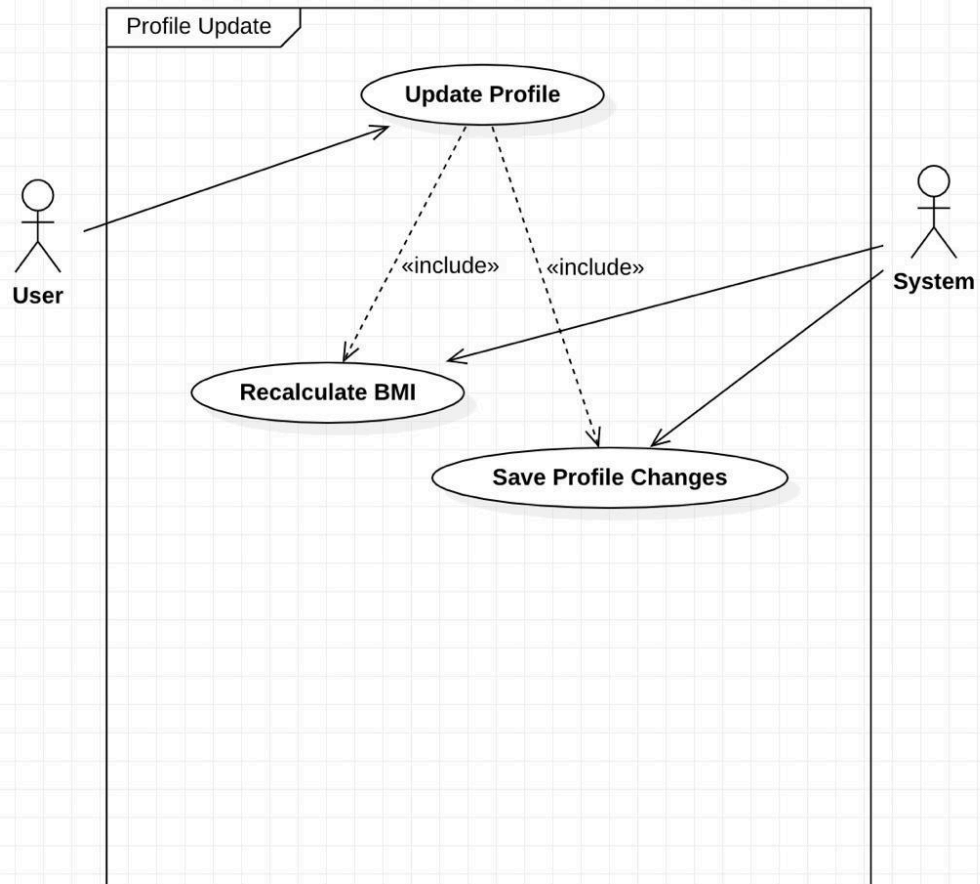 Profile Update
Update Profile
«include»
«include»
User
System
Recalculate BMI
Save Profile Changes